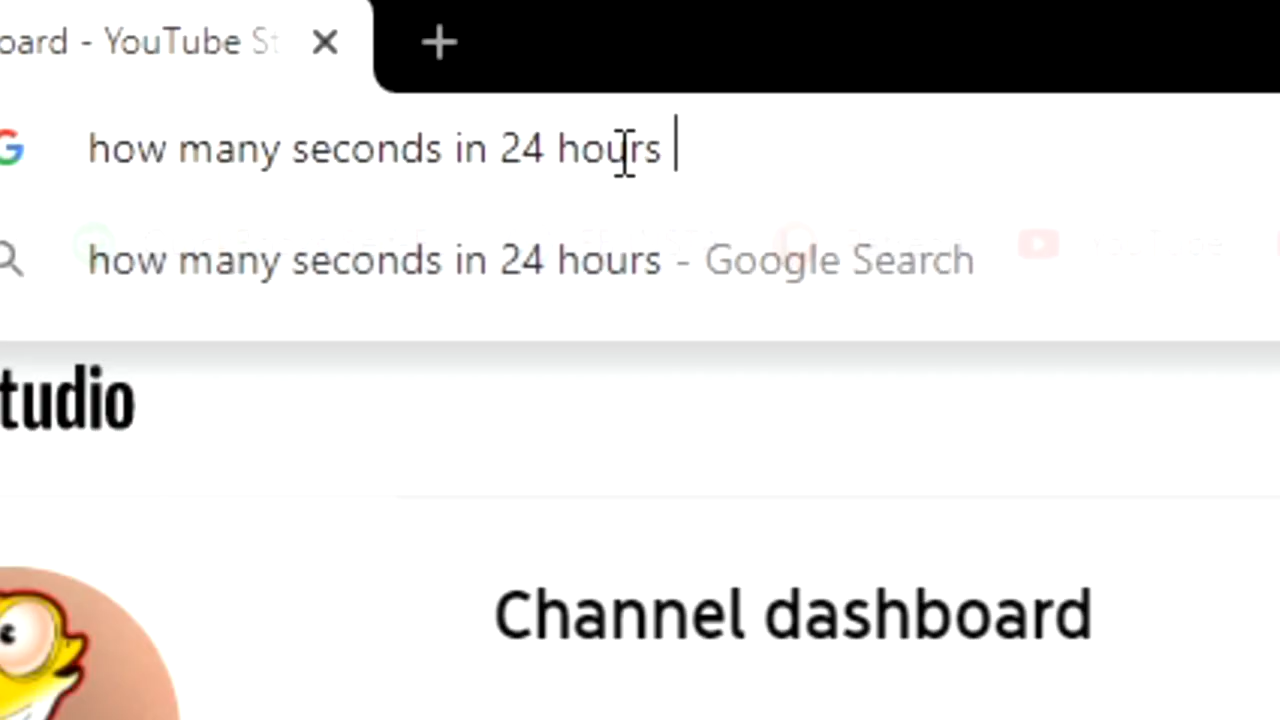 oard - YouTube St
how many seconds in 24 hours
how many seconds in 24 hours - Google Search
tudio
Channel dashboard